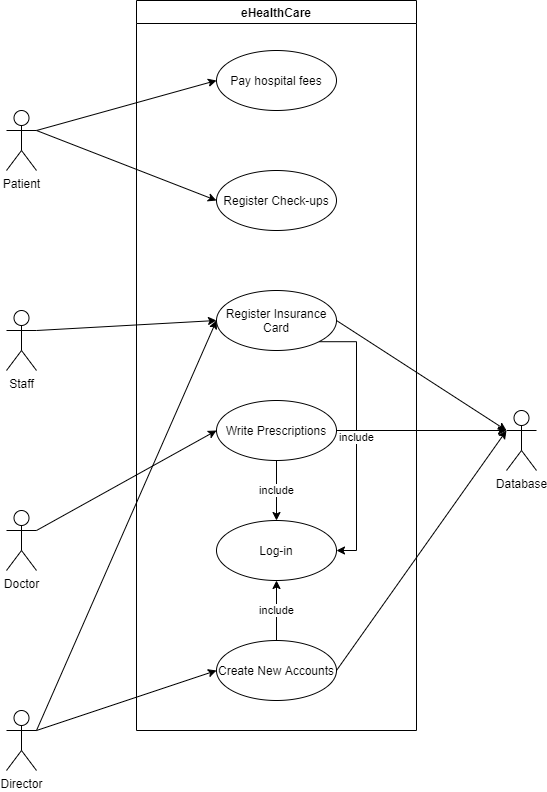 eHealthCare
Pay hospital fees
Patient
Register Check-ups
Register Insurance
Card
Staff
Write Prescriptions
include
Database
include
Log-in
Doctor
include
Create New Accounts
Director